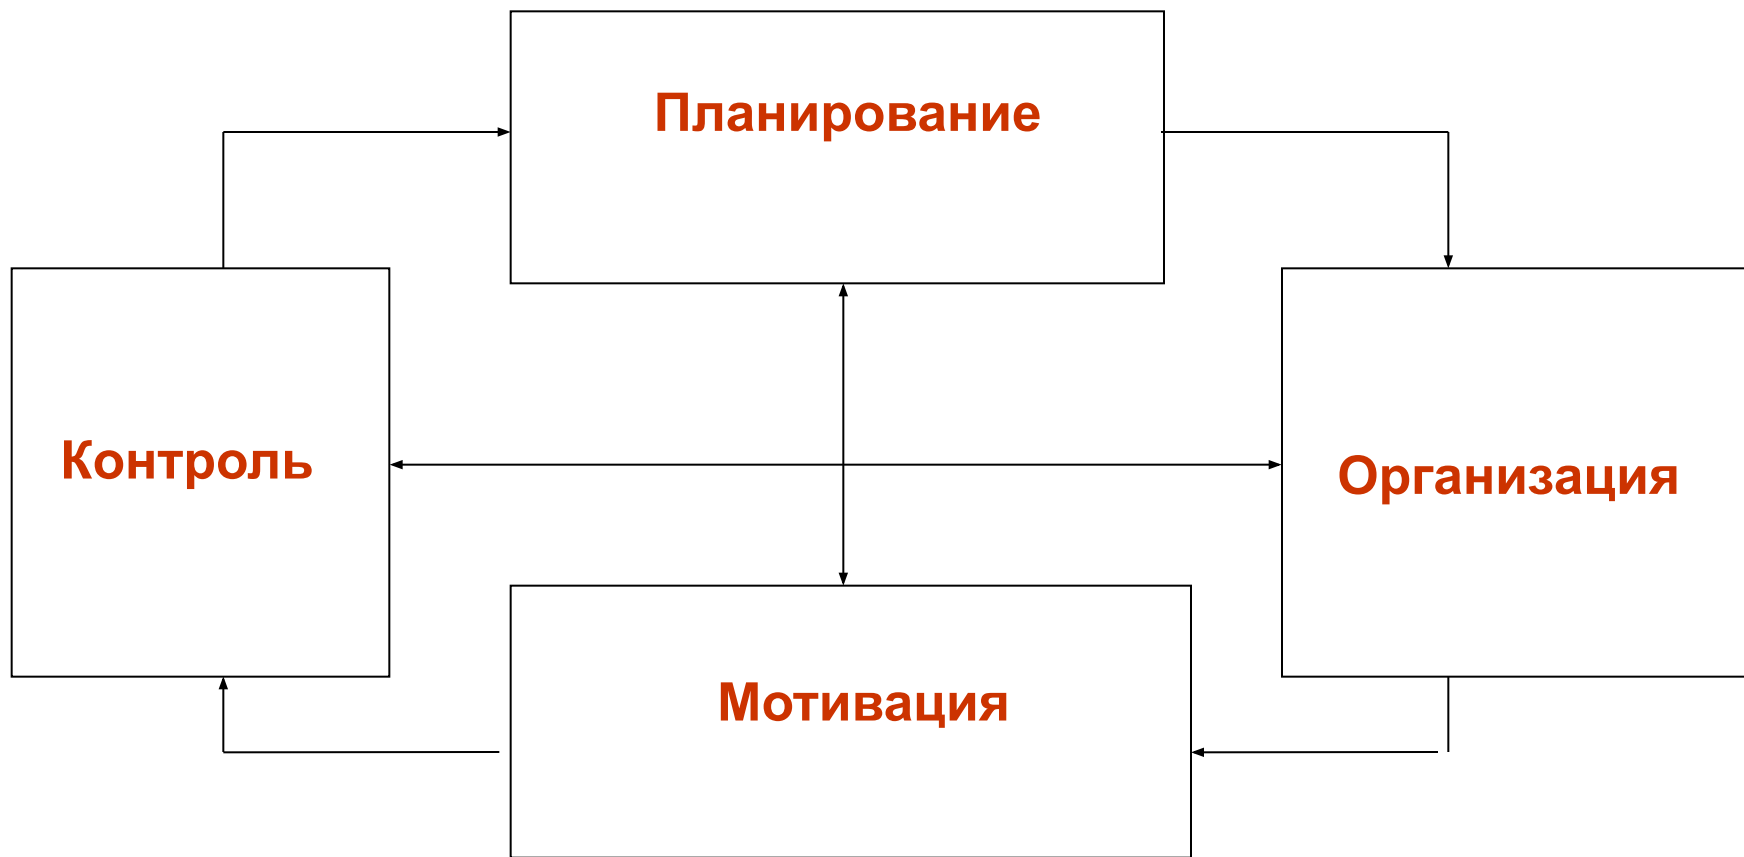 Планирование
Контроль
Организация
Мотивация